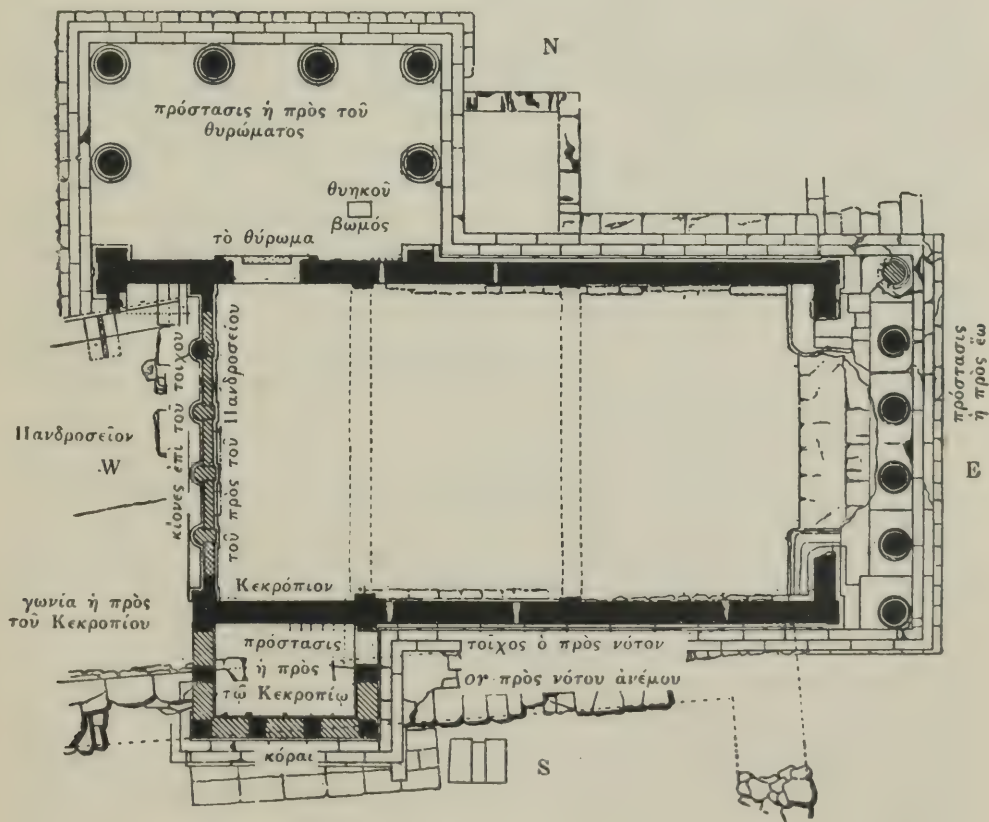 N
πρόστασις ἡ πρὸς τοῦ
θυρώματος
θυηκοῦ
βωμός
τὸ θύρωμα
κίονες ἐπὶ τοῦ τοίχου
τοῦ πρὸς τοῦ Πανδροσείου
Πανδροσεῖον
W
πρόστασις
ἡ πρὸς ἕω
E
Κεκρόπιον
γωνία ἡ πρὸς
τοῦ Κεκροπίου
πρόστασις
ἡ πρὸς
τῷ Κεκροπίῳ
τοῖχος ὁ πρὸς νότον
or πρὸς νότου ἀνέμου
κόραι
S